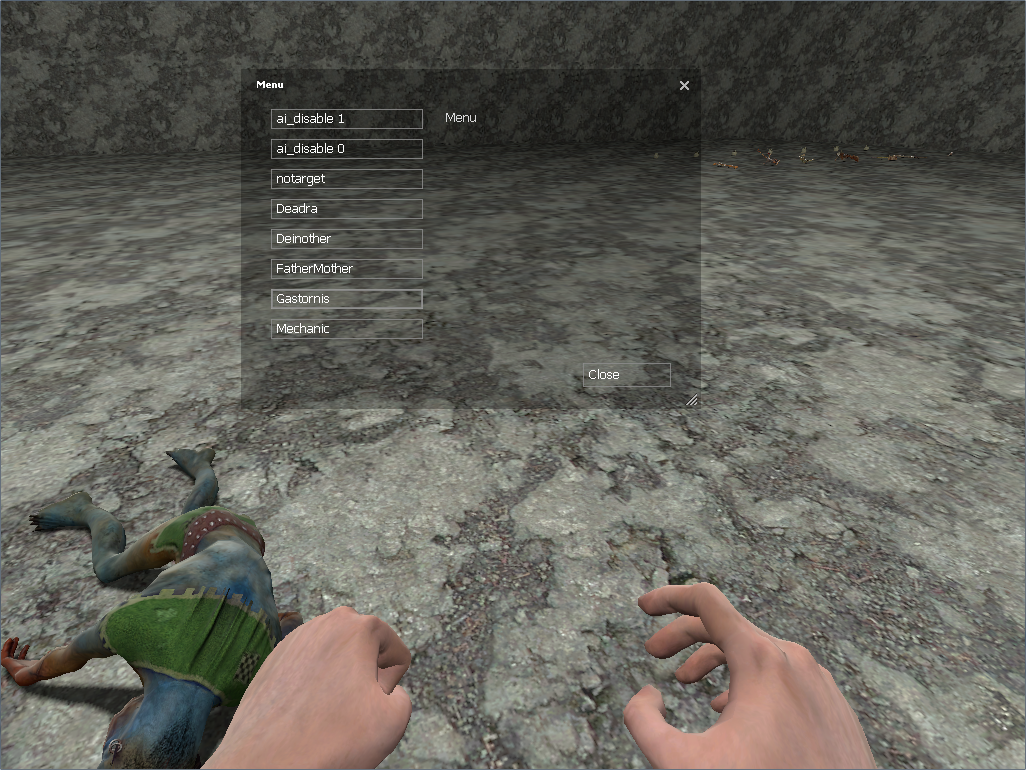 Menu
ai_disable 1
Menu
ai_disable 0
notarget
Deadra
Deinother
FatherMother
Gastornis
Mechanic
Close